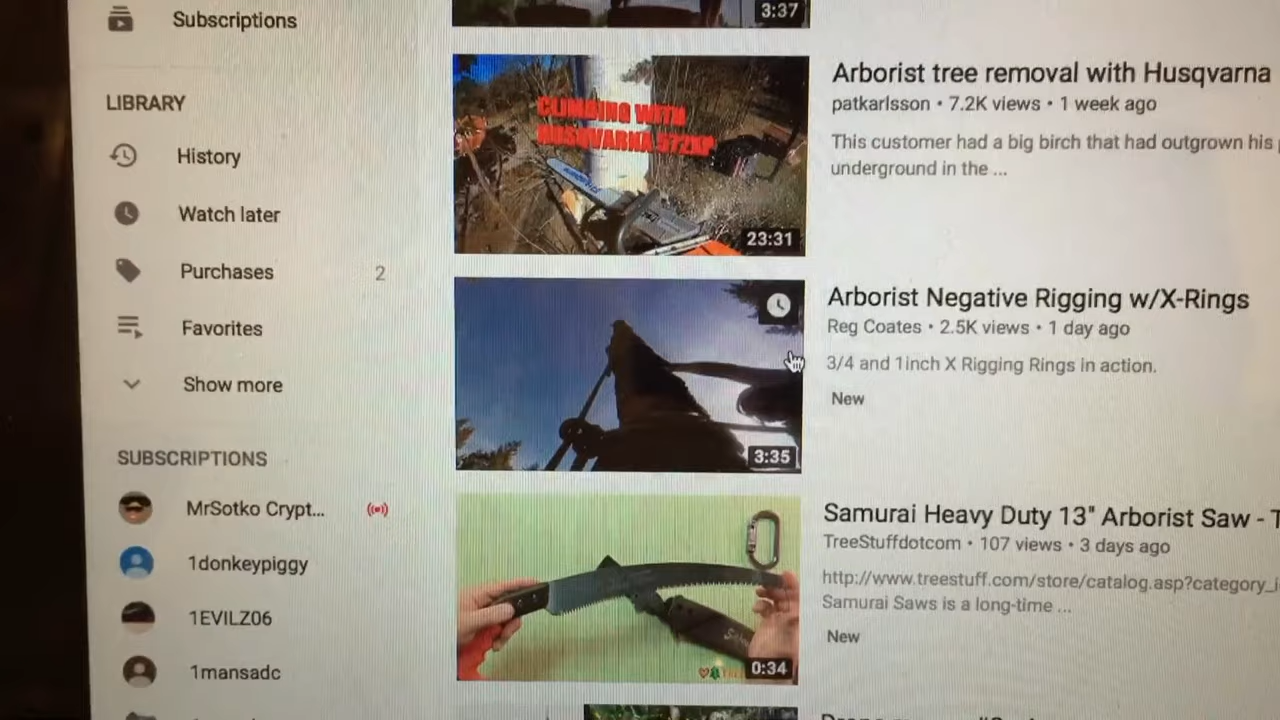 Subscriptions
LIBRARY
History
Watch later
Purchases 2
Favorites
Show more
SUBSCRIPTIONS
MrSotko Crypt...
1donkeypiggy
1EVILZ06
1mansadc
3:37
CLIMBING WITH
HUSQVARNA 572XP
23:31
Arborist tree removal with Husqvarna
patkarlsson • 7.2K views • 1 week ago
This customer had a big birch that had outgrown his
underground in the ...
3:35
Arborist Negative Rigging w/X-Rings
Reg Coates • 2.5K views • 1 day ago
3/4 and 1inch X Rigging Rings in action.
New
0:34
Samurai Heavy Duty 13" Arborist Saw - T
TreeStuffdotcom • 107 views • 3 days ago
http://www.treestuff.com/store/catalog.asp?category_i
Samurai Saws is a long-time ...
New